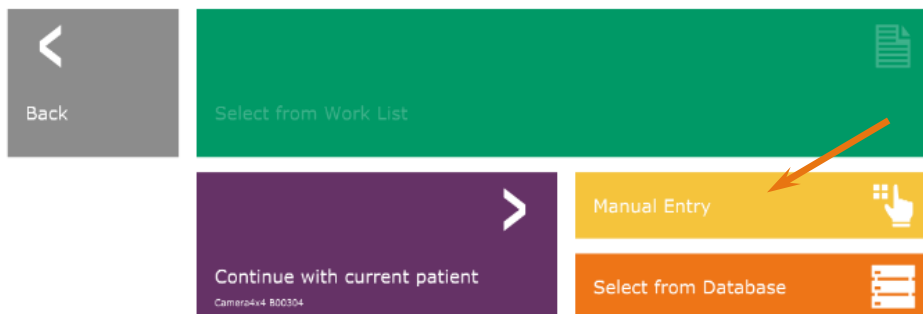 Back
Select from Work List
Manual Entry
Continue with current patient
Camera4x4 B00304
Select from Database